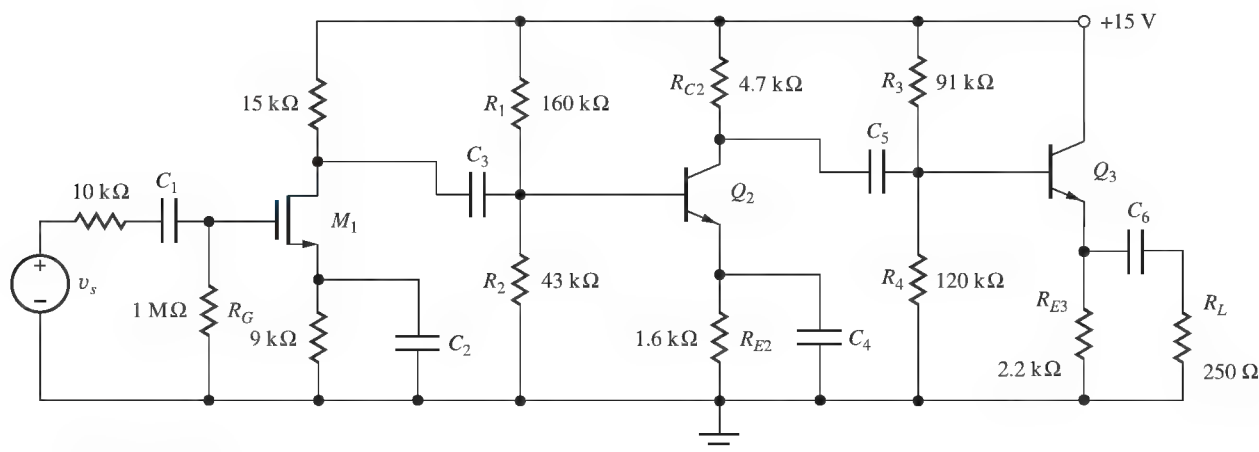 +15 V
15 kΩ
R1
160 kΩ
RC2
4.7 kΩ
R3
91 kΩ
C5
C3
10 kΩ
C1
M1
Q2
Q3
C6
+
−
vs
1 MΩ
RG
9 kΩ
C2
R2
43 kΩ
1.6 kΩ
RE2
C4
R4
120 kΩ
RE3
2.2 kΩ
RL
250 Ω